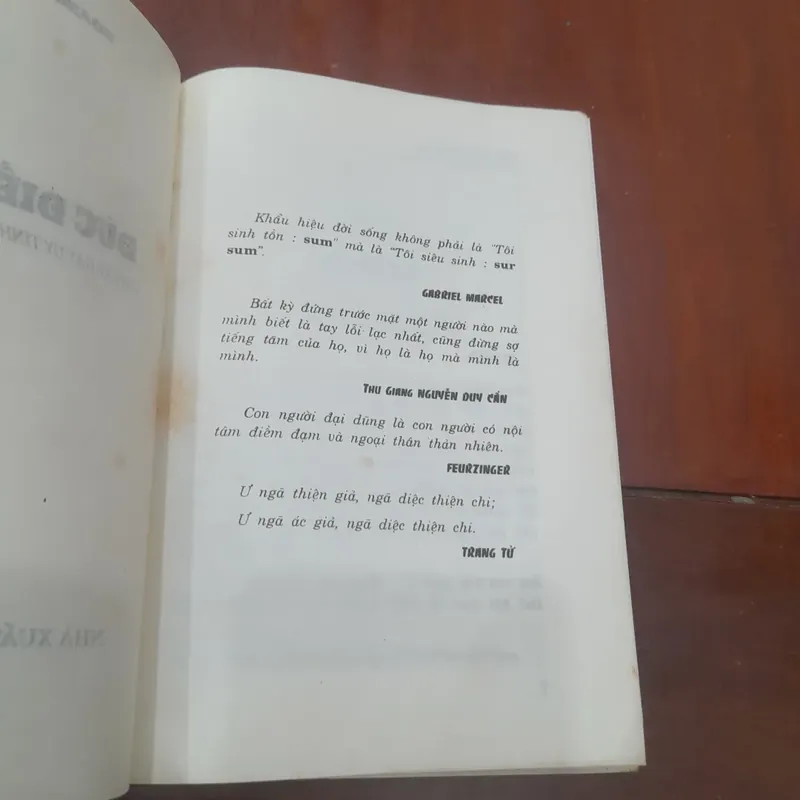 Khẩu hiệu đời sống không phải là "Tôi
sinh tồn : sum" mà là "Tôi siêu sinh : sur
sum".
GABRIEL MARCEL
Bất kỳ đứng trước mặt một người nào mà
mình biết là tay lỗi lạc nhất, cũng đừng sợ
tiếng tăm của họ, vì họ là họ mà mình là
mình.
THU GIANG NGUYỄN DUY CẦN
Con người đại dũng là con người có nội
tâm điềm đạm và ngoại thân thản nhiên.
FEURZINGER
Ư ngã thiện giả, ngã diệc thiện chi;
Ư ngã ác giả, ngã diệc thiện chi.
TRANG TỬ